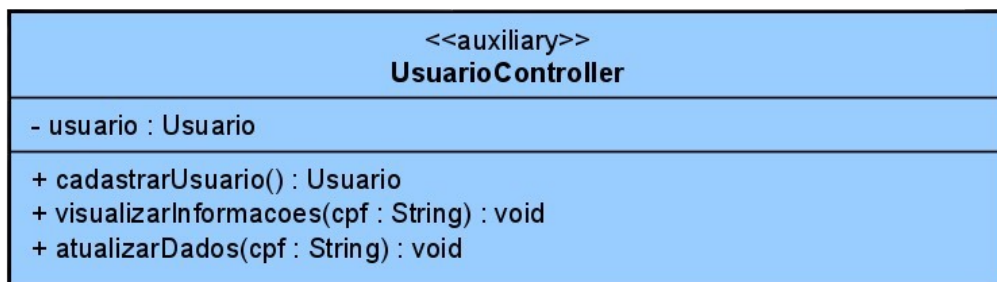 <<auxiliary>>
UsuarioController
- usuario : Usuario
+ cadastrarUsuario() : Usuario
+ visualizarInformacoes(cpf : String) : void
+ atualizarDados(cpf : String) : void